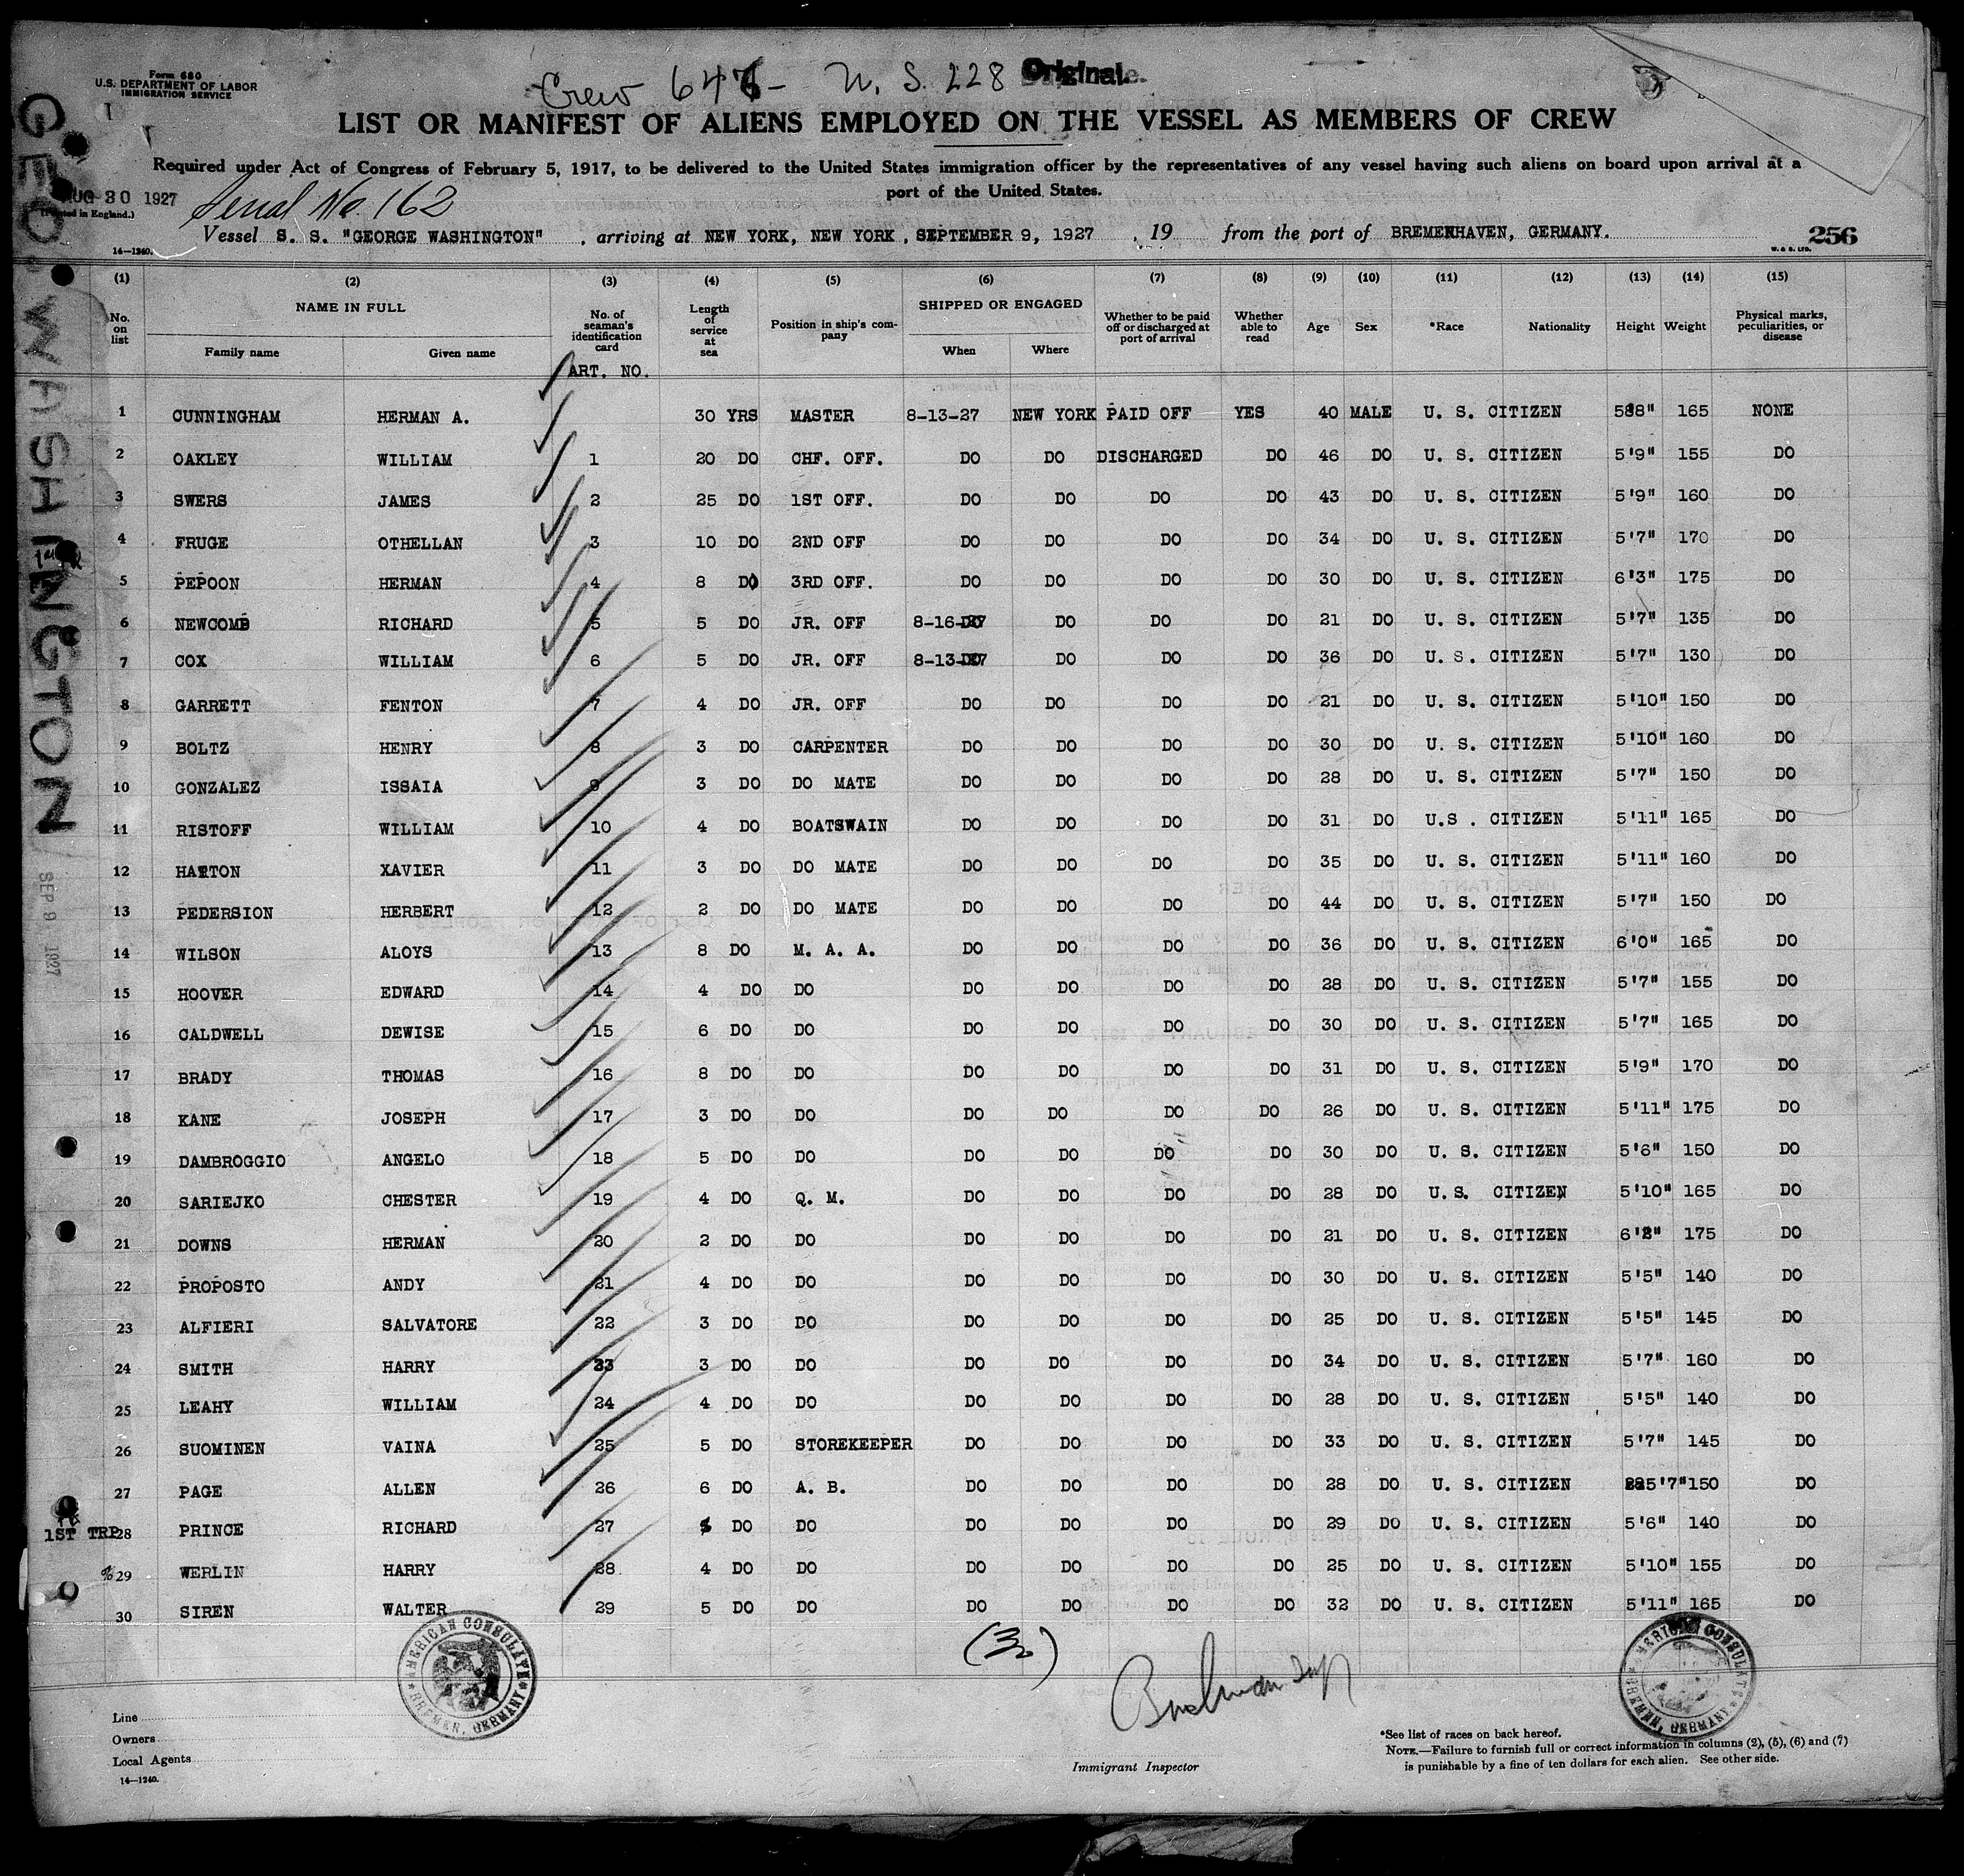 Form 680
U.S. DEPARTMENT OF LABOR
IMMIGRATION SERVICE
Crew 647 - U. S. 228 Original.
LIST OR MANIFEST OF ALIENS EMPLOYED ON THE VESSEL AS MEMBERS OF CREW
Required under Act of Congress of February 5, 1917, to be delivered to the United States immigration officer by the representatives of any vessel having such aliens on board upon arrival at a
port of the United States.
AUG 30 1927
(Printed in England.)
Serial No. 162
Vessel S. S. "GEORGE WASHINGTON", arriving at NEW YORK, NEW YORK, SEPTEMBER 9, 1927, 19 from the port of BREMENHAVEN, GERMANY.
14—1240.
W. & S. LTD.
256
GEO. WASHINGTON
SEP 9 1927
(1) (2) (3) (4) (5) (6) (7) (8) (9) (10) (11) (12) (13) (14) (15)
No. on list NAME IN FULL Family name Given name No. of seaman's identification card Length of service at sea Position in ship's company SHIPPED OR ENGAGED When Where Whether to be paid off or discharged at port of arrival Whether able to read Age Sex *Race Nationality Height Weight Physical marks, peculiarities, or disease
ART. NO.
1 CUNNINGHAM HERMAN A. 30 YRS MASTER 8-13-27 NEW YORK PAID OFF YES 40 MALE U. S. CITIZEN 5'8" 165 NONE
2 OAKLEY WILLIAM 1 20 DO CHF. OFF. DO DO DISCHARGED DO 46 DO U. S. CITIZEN 5'9" 155 DO
3 SWERS JAMES 2 25 DO 1ST OFF. DO DO DO DO 43 DO U. S. CITIZEN 5'9" 160 DO
4 FRUGE OTHELLAN 3 10 DO 2ND OFF DO DO DO DO 34 DO U. S. CITIZEN 5'7" 170 DO
5 PEPOON HERMAN 4 8 DO 3RD OFF. DO DO DO DO 30 DO U. S. CITIZEN 6'3" 175 DO
6 NEWCOMB RICHARD 5 5 DO JR. OFF 8-16-27 DO DO DO 21 DO U. S. CITIZEN 5'7" 135 DO
7 COX WILLIAM 6 5 DO JR. OFF 8-13-27 DO DO DO 36 DO U. S. CITIZEN 5'7" 130 DO
8 GARRETT FENTON 7 4 DO JR. OFF DO DO DO DO 21 DO U. S. CITIZEN 5'10" 150 DO
9 BOLTZ HENRY 8 3 DO CARPENTER DO DO DO DO 30 DO U. S. CITIZEN 5'10" 160 DO
10 GONZALEZ ISSAIA 9 3 DO DO MATE DO DO DO DO 28 DO U. S. CITIZEN 5'7" 150 DO
11 RISTOFF WILLIAM 10 4 DO BOATSWAIN DO DO DO DO 31 DO U.S . CITIZEN 5'11" 165 DO
12 HATTON XAVIER 11 3 DO DO MATE DO DO DO DO 35 DO U. S. CITIZEN 5'11" 160 DO
13 PEDERSION HERBERT 12 2 DO DO MATE DO DO DO DO 44 DO U. S. CITIZEN 5'7" 150 DO
14 WILSON ALOYS 13 8 DO M. A. A. DO DO DO DO 36 DO U. S. CITIZEN 6'0" 165 DO
15 HOOVER EDWARD 14 4 DO DO DO DO DO DO 28 DO U. S. CITIZEN 5'7" 155 DO
16 CALDWELL DEWISE 15 6 DO DO DO DO DO DO 30 DO U. S. CITIZEN 5'7" 165 DO
17 BRADY THOMAS 16 8 DO DO DO DO DO DO 31 DO U. S. CITIZEN 5'9" 170 DO
18 KANE JOSEPH 17 3 DO DO DO DO DO DO 26 DO U. S. CITIZEN 5'11" 175 DO
19 DAMBROGGIO ANGELO 18 5 DO DO DO DO DO DO 30 DO U. S. CITIZEN 5'6" 150 DO
20 SARIEJKO CHESTER 19 4 DO Q. M. DO DO DO DO 28 DO U.S. CITIZEN 5'10" 165 DO
21 DOWNS HERMAN 20 2 DO DO DO DO DO DO 21 DO U. S. CITIZEN 6'2" 175 DO
22 PROPOSTO ANDY 21 4 DO DO DO DO DO DO 30 DO U. S. CITIZEN 5'5" 140 DO
23 ALFIERI SALVATORE 22 3 DO DO DO DO DO DO 25 DO U. S. CITIZEN 5'5" 145 DO
24 SMITH HARRY 23 3 DO DO DO DO DO DO 34 DO U. S. CITIZEN 5'7" 160 DO
25 LEAHY WILLIAM 24 4 DO DO DO DO DO DO 28 DO U. S. CITIZEN 5'5" 140 DO
26 SUOMINEN VAINA 25 5 DO STOREKEEPER DO DO DO DO 33 DO U. S. CITIZEN 5'7" 145 DO
27 PAGE ALLEN 26 6 DO A. B. DO DO DO DO 28 DO U. S. CITIZEN 5'7" 150 DO
1ST TRP 28 PRINCE RICHARD 27 DO DO DO DO DO DO 29 DO U. S. CITIZEN 5'6" 140 DO
29 WERLIN HARRY 28 4 DO DO DO DO DO DO 25 DO U. S. CITIZEN 5'10" 155 DO
30 SIREN WALTER 29 5 DO DO DO DO DO DO 32 DO U. S. CITIZEN 5'11" 165 DO
AMERICAN CONSULATE BREMEN, GERMANY
(30)
AMERICAN CONSULATE BREMEN, GERMANY
Line
Owners
Local Agents
14—1240.
Immigrant Inspector
*See list of races on back hereof.
NOTE.—Failure to furnish full or correct information in columns (2), (5), (6) and (7)
is punishable by a fine of ten dollars for each alien. See other side.